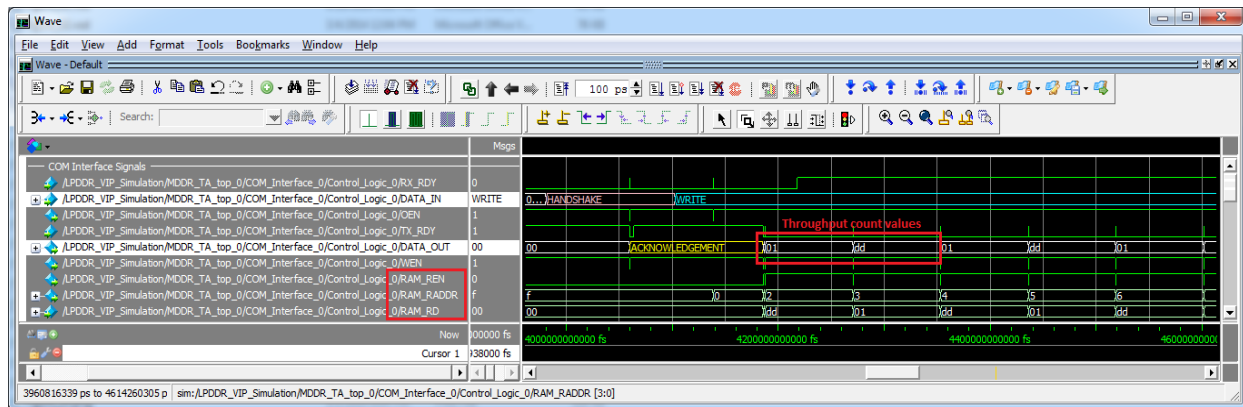 Wave
File Edit View Add Format Tools Bookmarks Window Help
Wave - Default
100 ps
Search:
Msgs
COM Interface Signals
/LPDDR_VIP_Simulation/MDDR_TA_top_0/COM_Interface_0/Control_Logic_0/RX_RDY 0
/LPDDR_VIP_Simulation/MDDR_TA_top_0/COM_Interface_0/Control_Logic_0/DATA_IN WRITE 0... HANDSHAKE WRITE
/LPDDR_VIP_Simulation/MDDR_TA_top_0/COM_Interface_0/Control_Logic_0/OEN 1
Throughput count values
/LPDDR_VIP_Simulation/MDDR_TA_top_0/COM_Interface_0/Control_Logic_0/TX_RDY 1
/LPDDR_VIP_Simulation/MDDR_TA_top_0/COM_Interface_0/Control_Logic_0/DATA_OUT 00 00 ACKNOWLEDGEMENT 01 dd 01 dd 01
/LPDDR_VIP_Simulation/MDDR_TA_top_0/COM_Interface_0/Control_Logic_0/WEN 1
/LPDDR_VIP_Simulation/MDDR_TA_top_0/COM_Interface_0/Control_Logic_0/RAM_REN 0
/LPDDR_VIP_Simulation/MDDR_TA_top_0/COM_Interface_0/Control_Logic_0/RAM_RADDR f f 0 2 3 4 5 6
/LPDDR_VIP_Simulation/MDDR_TA_top_0/COM_Interface_0/Control_Logic_0/RAM_RD 00 00 dd 01 dd 01 dd
Now 000000 fs 4000000000000 fs 4200000000000 fs 4400000000000 fs
Cursor 1 938000 fs
3960816339 ps to 4614260305 p sim:/LPDDR_VIP_Simulation/MDDR_TA_top_0/COM_Interface_0/Control_Logic_0/RAM_RADDR [3:0]